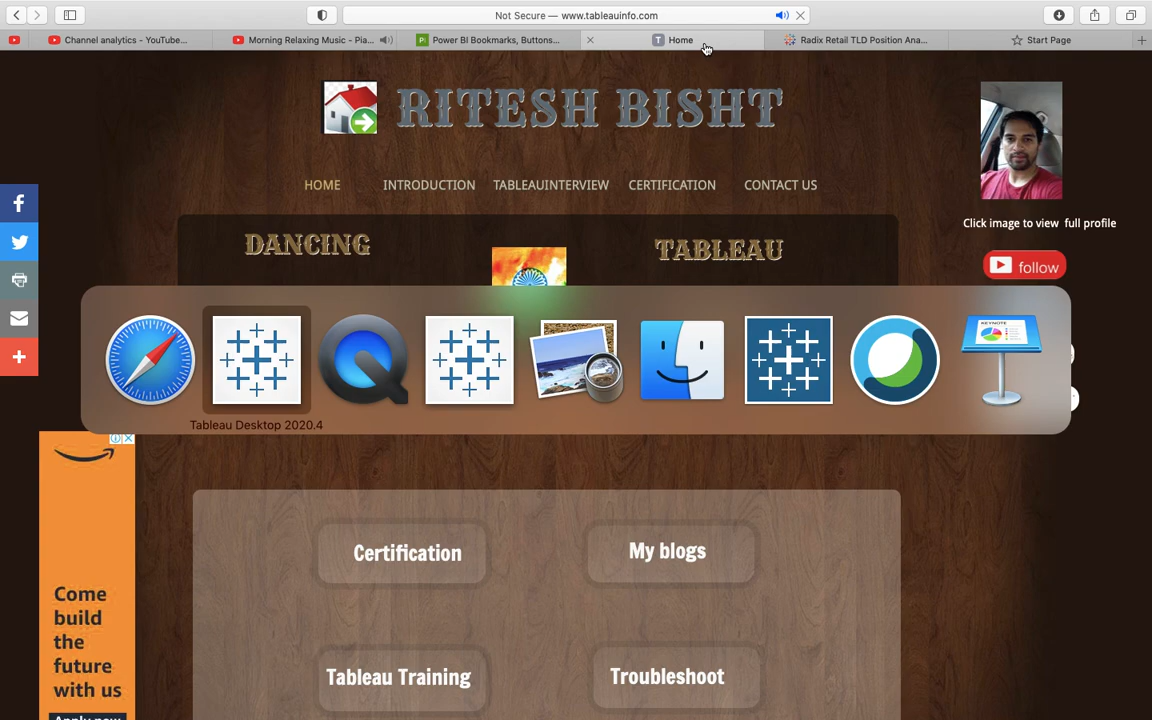 Not Secure — www.tableauinfo.com
Channel analytics - YouTube...
Morning Relaxing Music - Pia...
Power BI Bookmarks, Buttons...
T Home
Radix Retail TLD Position Ana...
Start Page
RITESH BISHT
HOME
INTRODUCTION
TABLEAUINTERVIEW
CERTIFICATION
CONTACT US
Click image to view full profile
DANCING
TABLEAU
follow
Tableau Desktop 2020.4
KEYNOTE
Come
build
the
future
with us
Apply now
Certification
My blogs
Tableau Training
Troubleshoot